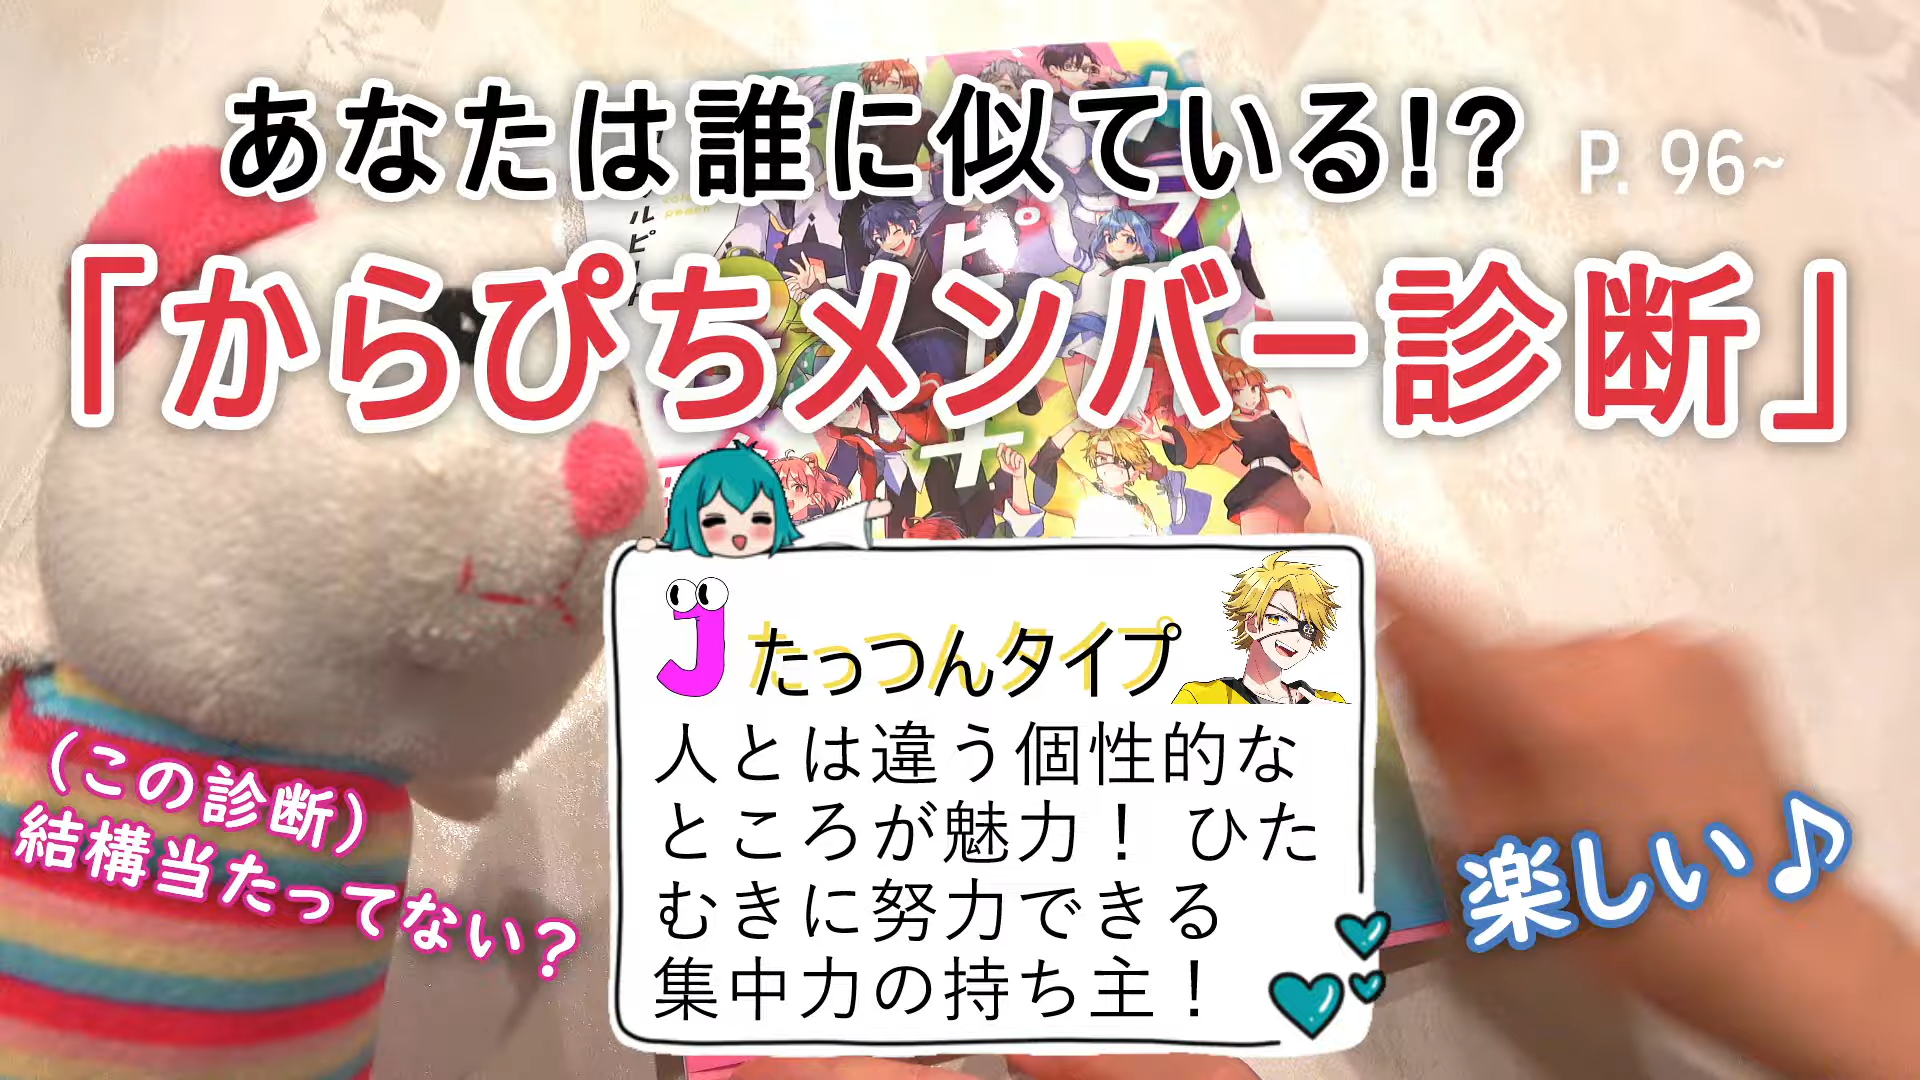 あなたは誰に似ている!?
P. 96~
「からぴちメンバー診断」
J たっつんタイプ
人とは違う個性的な
ところが魅力！ ひた
むきに努力できる
集中力の持ち主！
（この診断）
結構当たってない？
楽しい♪